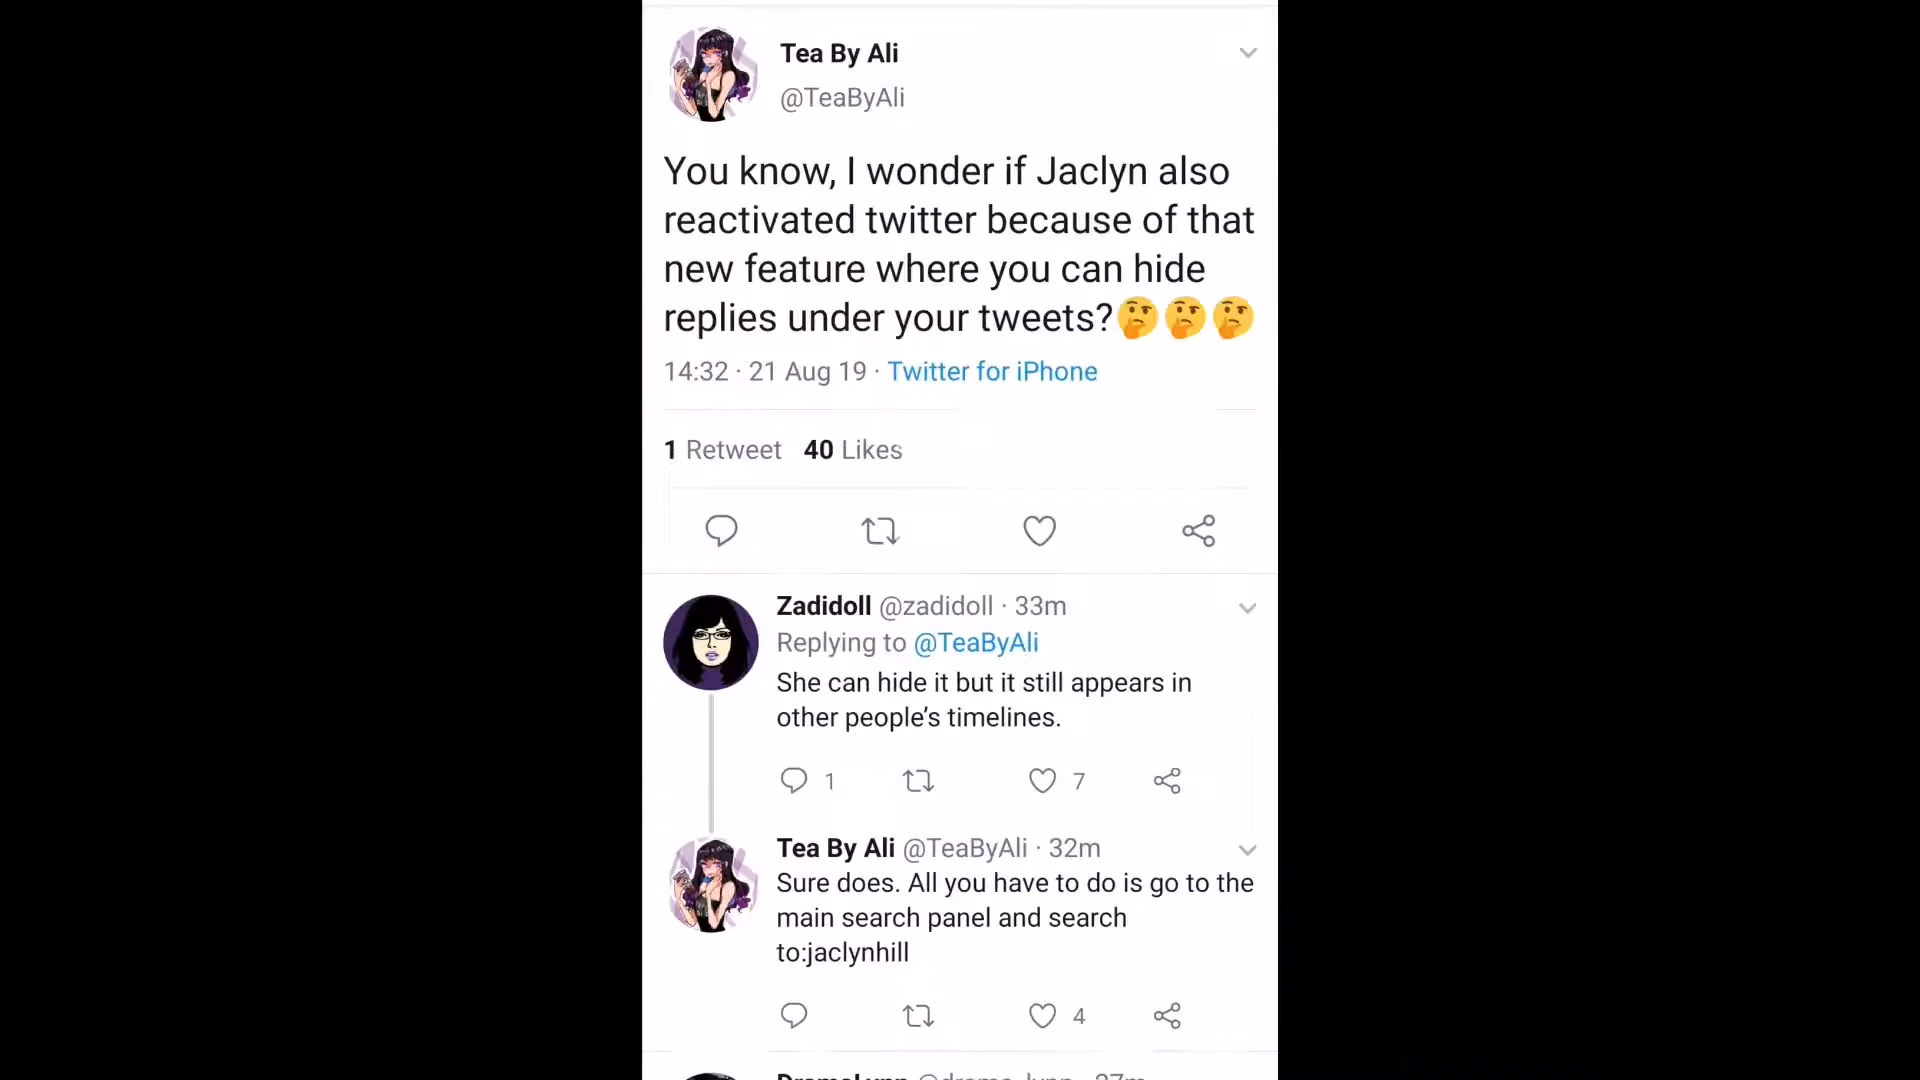 Tea By Ali
@TeaByAli
You know, I wonder if Jaclyn also
reactivated twitter because of that
new feature where you can hide
replies under your tweets?🤔🤔🤔
14:32 · 21 Aug 19 · Twitter for iPhone
1 Retweet 40 Likes
Zadidoll @zadidoll · 33m
Replying to @TeaByAli
She can hide it but it still appears in
other people’s timelines.
1 7
Tea By Ali @TeaByAli · 32m
Sure does. All you have to do is go to the
main search panel and search
to:jaclynhill
4